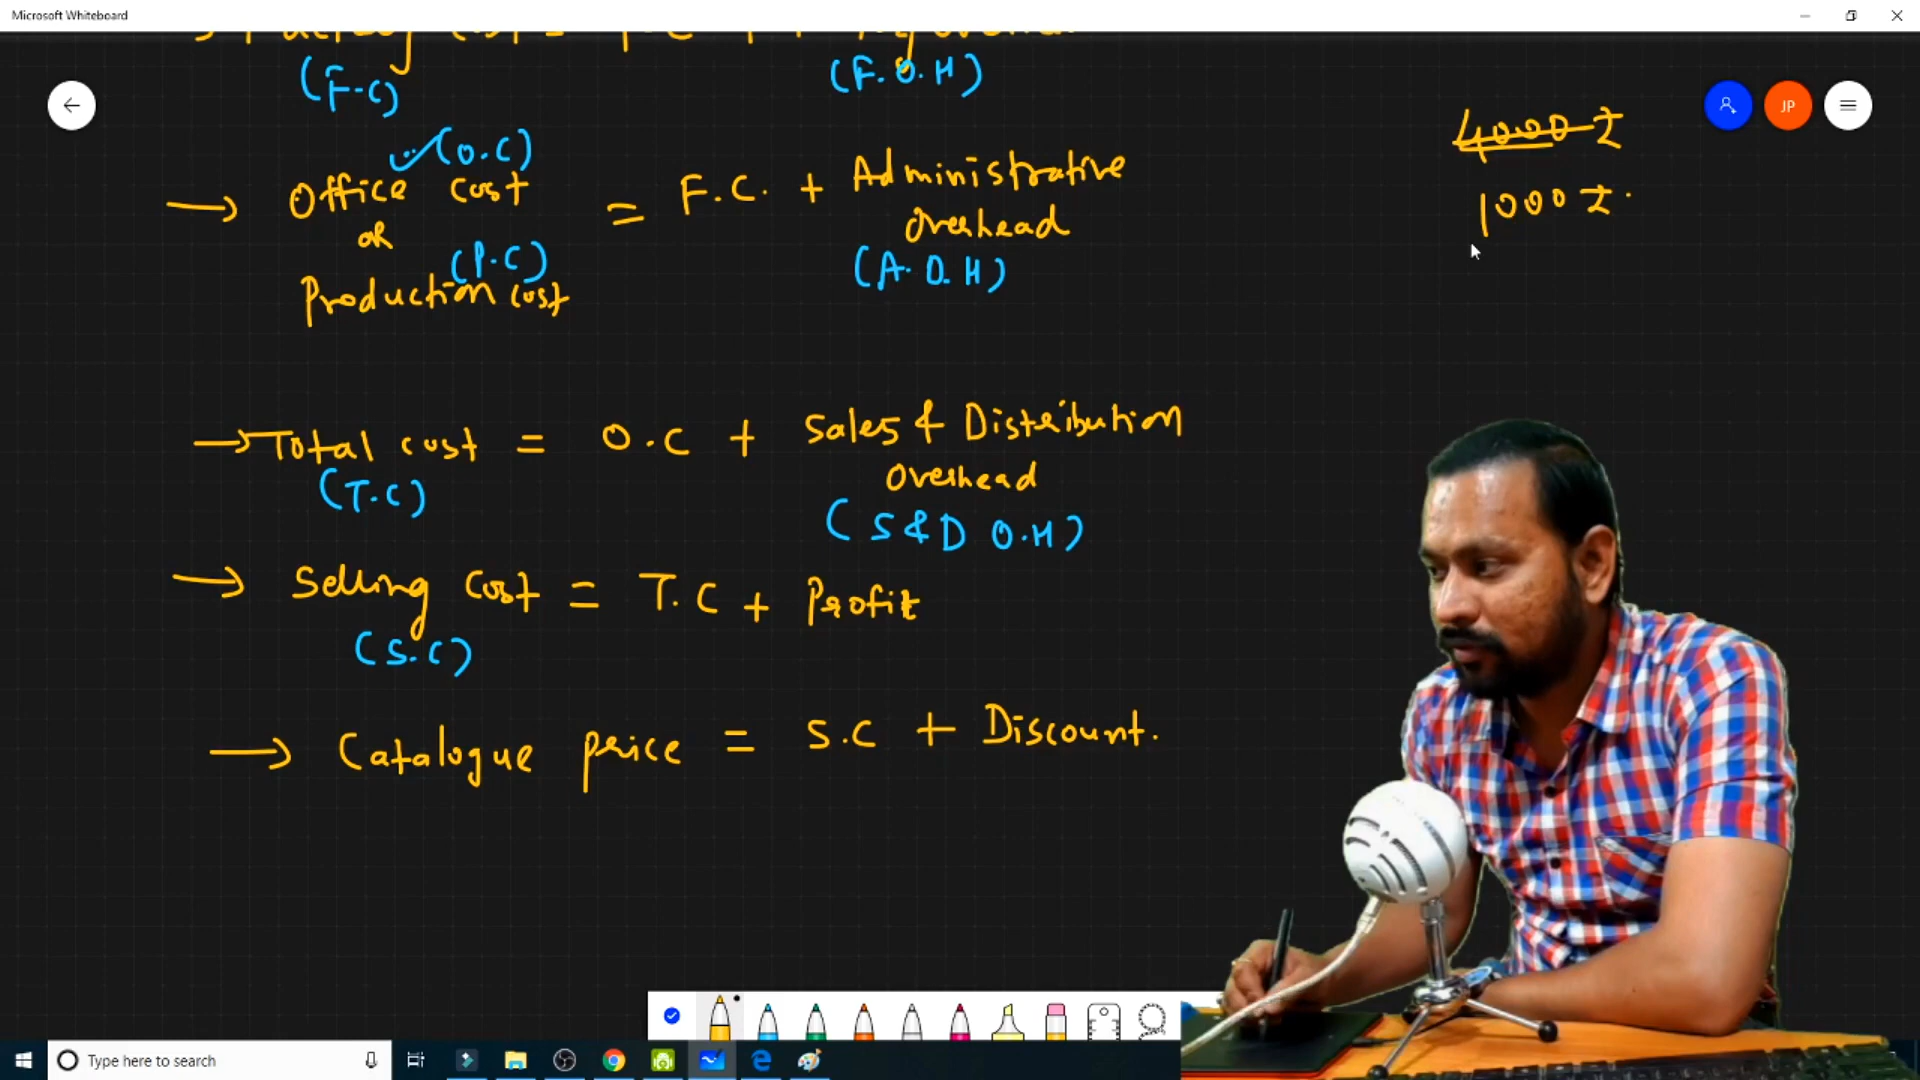 Microsoft Whiteboard
(F.C)
(F.O.H)
JP
4000 ₹
1000 ₹.
(O.C)
Office cost
or
(P.C)
Production cost
= F.C. + Administrative
overhead
(A.O.H)
Total cost = O.C + Sales & Distribution
Overhead
(T.C)
(S & D O.H)
Selling cost = T.C + Profit
(S.C)
Catalogue price = S.C + Discount.
Type here to search